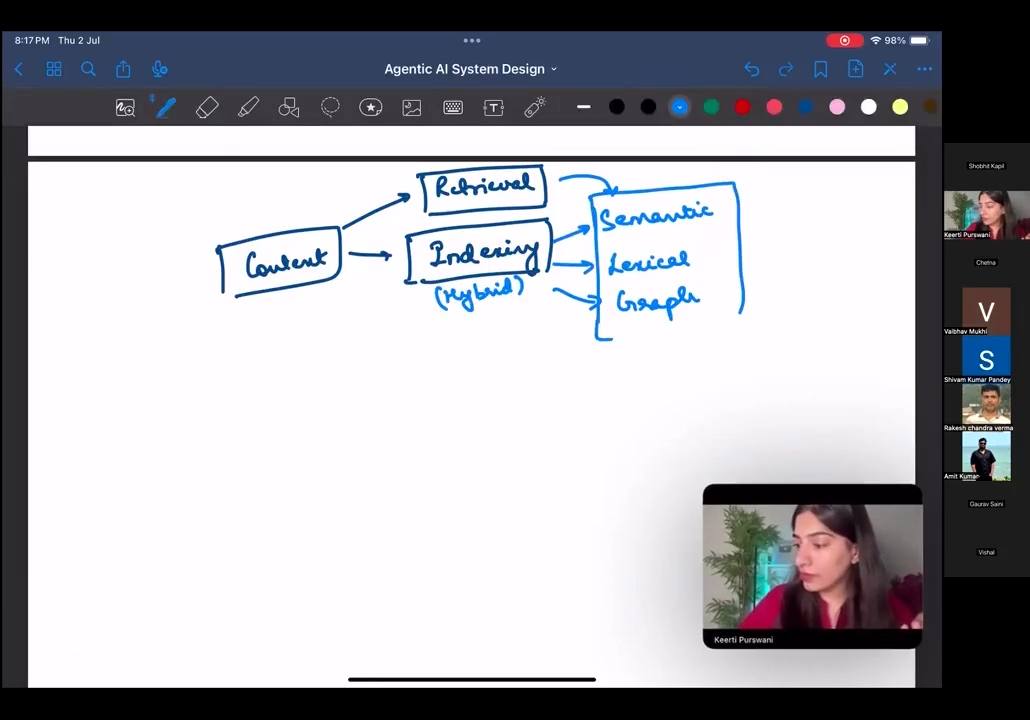 8:17 PM Thu 2 Jul
98%
Agentic AI System Design
T
Retrieval
Content
Indexing
(Hybrid)
Semantic
Lexical
Graph
Keerti Purswani
Shobhit Kapil
Keerti Purswani
Chetna
V
Vaibhav Mukhi
S
Shivam Kumar Pandey
Rakesh chandra verma
Amit Kumar
Gaurav Saini
Vishal